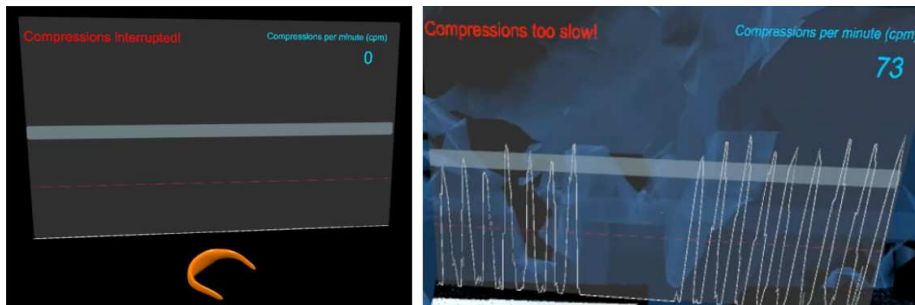 Compressions Interrupted!
Compressions per minute (cpm)
0
Compressions too slow!
Compressions per minute (cpm)
73